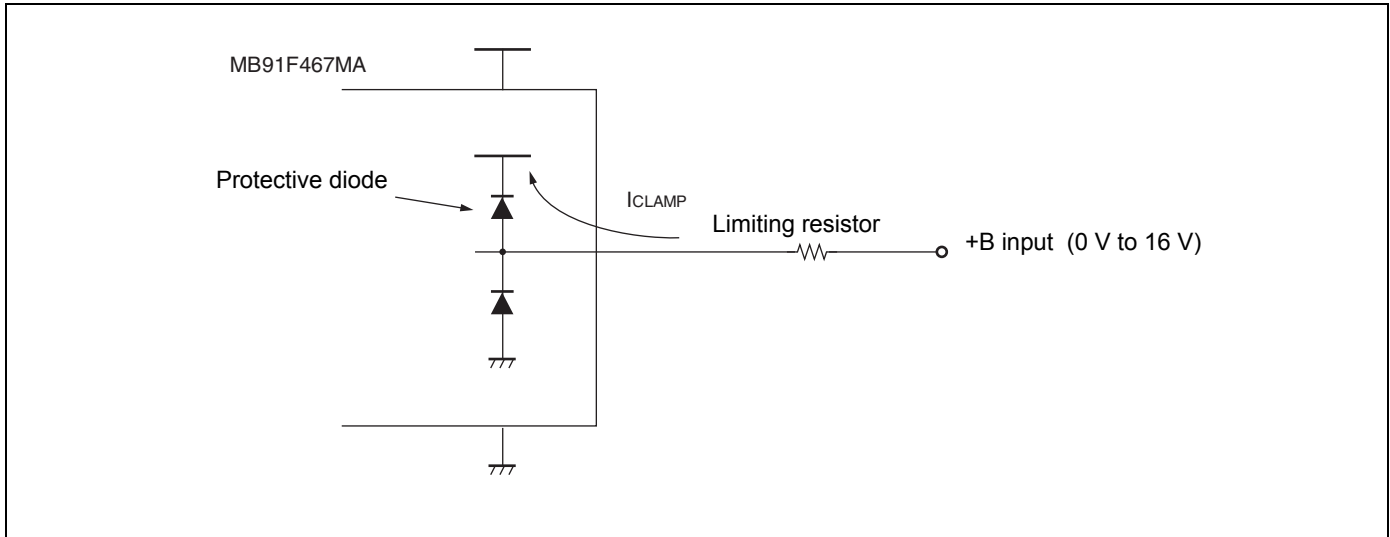 MB91F467MA
Protective diode
ICLAMP
Limiting resistor
+B input (0 V to 16 V)